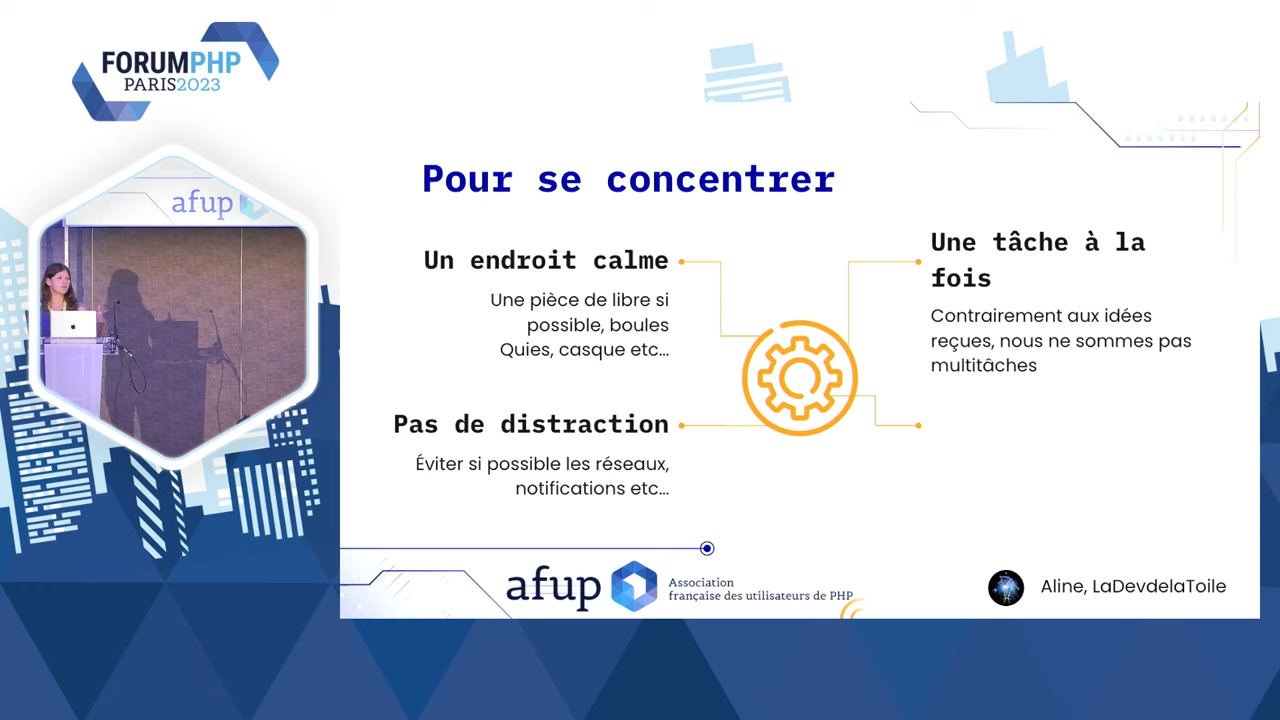 FORUMPHP
PARIS2023
afup
Pour se concentrer
Un endroit calme
Une pièce de libre si
possible, boules
Quies, casque etc...
Pas de distraction
Éviter si possible les réseaux,
notifications etc...
Une tâche à la
fois
Contrairement aux idées
reçues, nous ne sommes pas
multitâches
afup
Association
française des utilisateurs de PHP
Aline, LaDevdelaToile